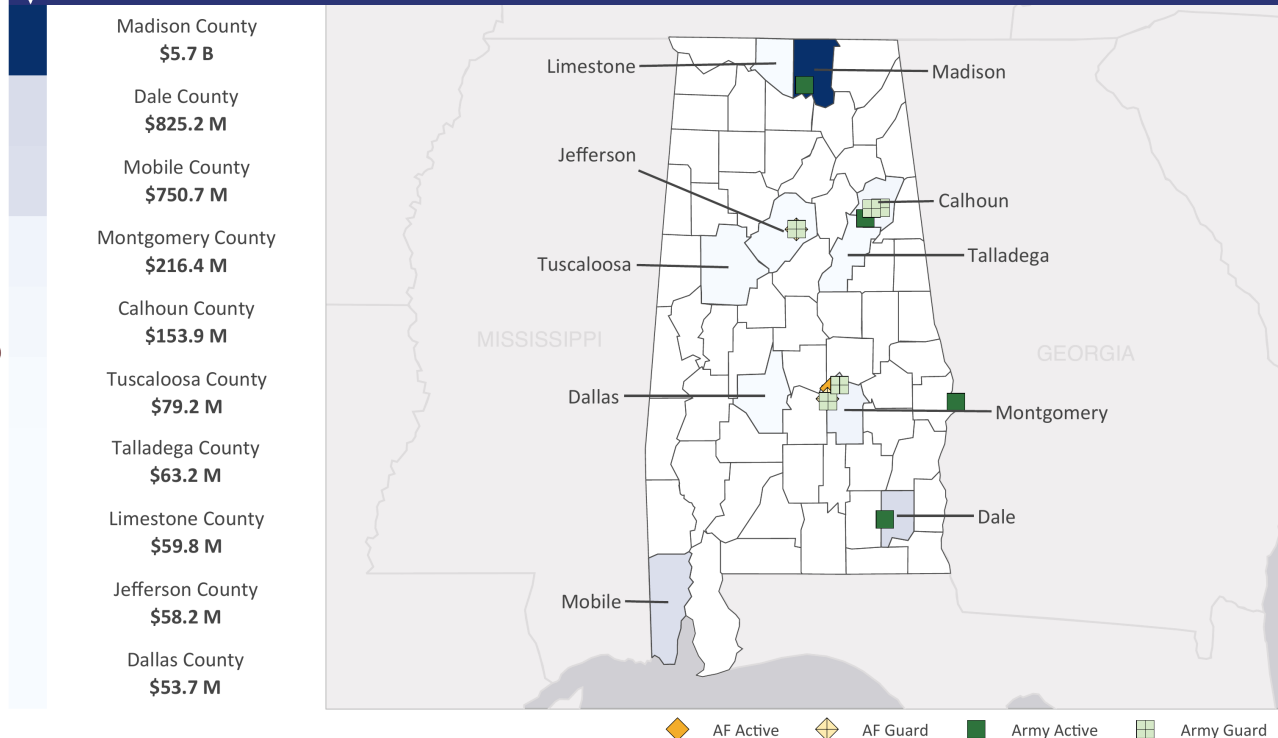 Madison County
$5.7 B
Dale County
$825.2 M
Mobile County
$750.7 M
Montgomery County
$216.4 M
Calhoun County
$153.9 M
Tuscaloosa County
$79.2 M
Talladega County
$63.2 M
Limestone County
$59.8 M
Jefferson County
$58.2 M
Dallas County
$53.7 M
Limestone
Madison
Jefferson
Calhoun
Talladega
Tuscaloosa
MISSISSIPPI
GEORGIA
Dallas
Montgomery
Dale
Mobile
AF Active
AF Guard
Army Active
Army Guard